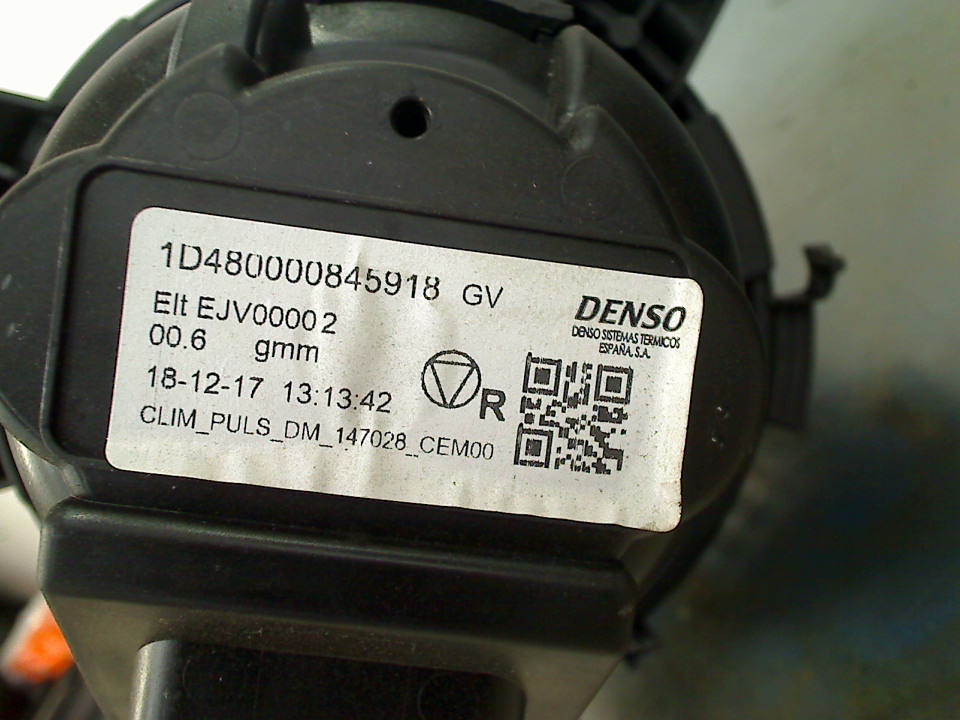 1D480000845918 GV
Elt EJV00002
00.6 gmm
18-12-17 13:13:42
CLIM_PULS_DM_147028_CEM00
R
DENSO
DENSO SISTEMAS TERMICOS
ESPAÑA, S.A.